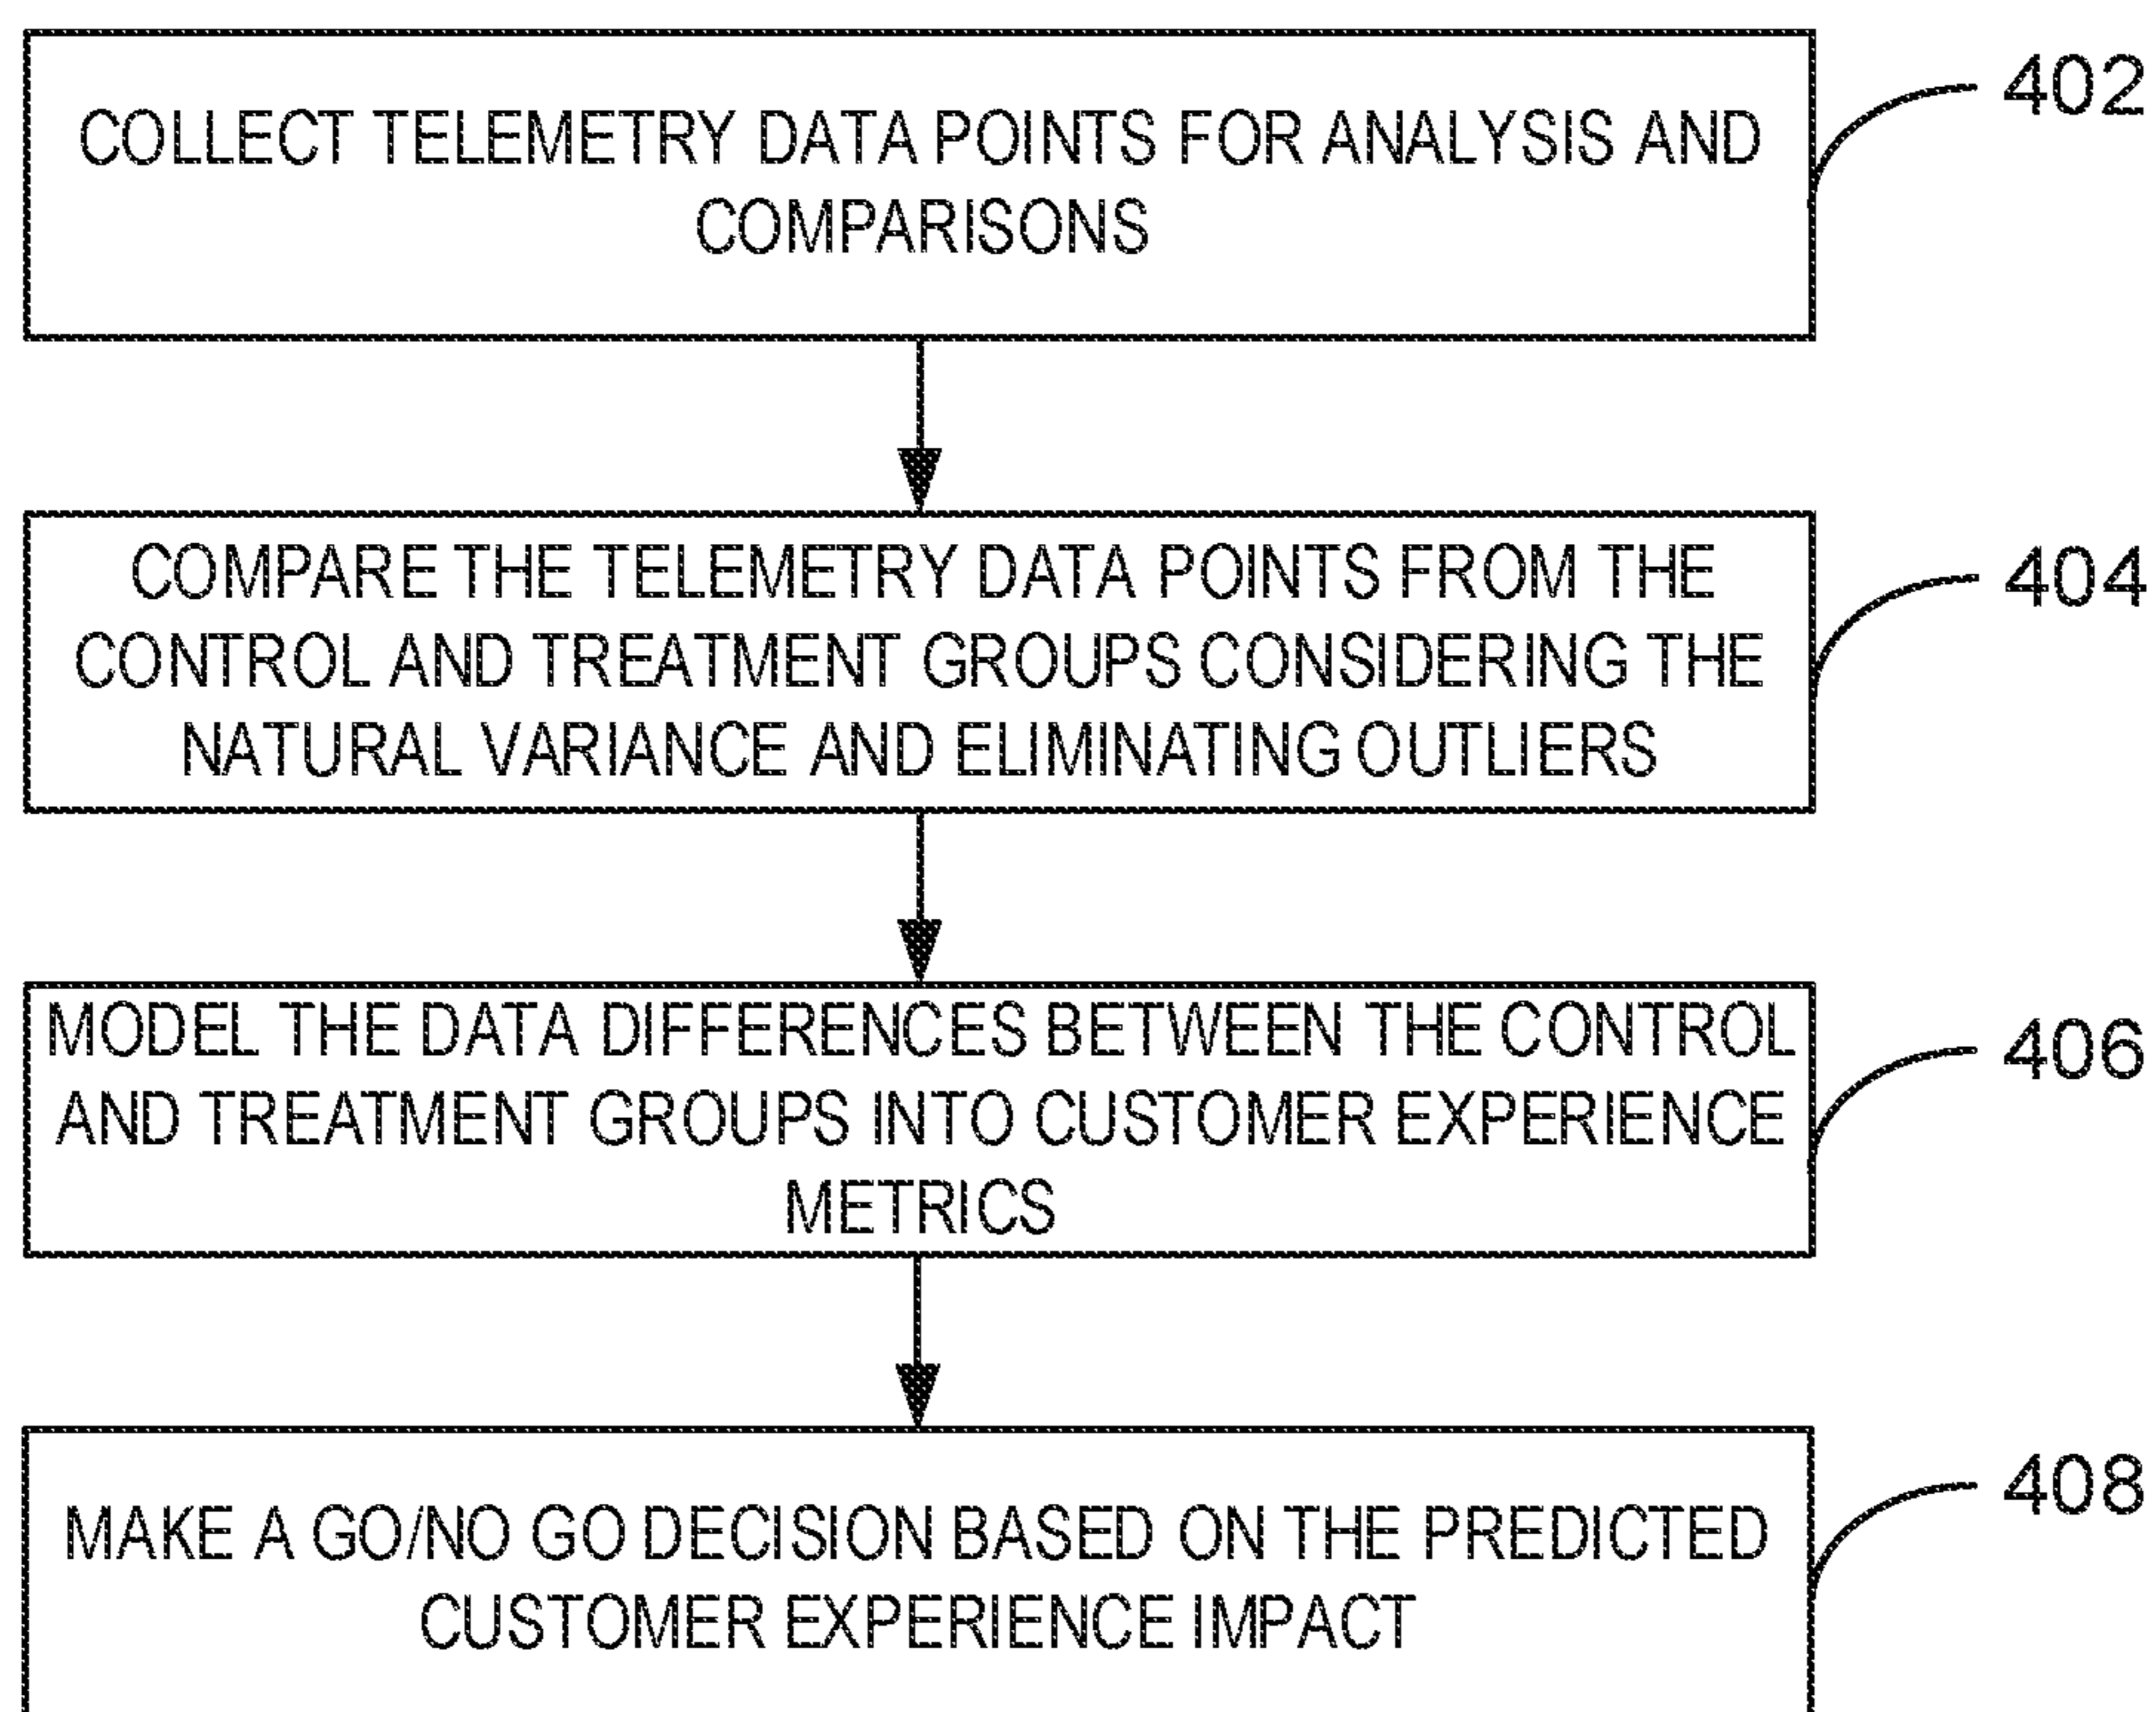 COLLECT TELEMETRY DATA POINTS FOR ANALYSIS AND
COMPARISONS
402
COMPARE THE TELEMETRY DATA POINTS FROM THE
CONTROL AND TREATMENT GROUPS CONSIDERING THE
NATURAL VARIANCE AND ELIMINATING OUTLIERS
404
MODEL THE DATA DIFFERENCES BETWEEN THE CONTROL
AND TREATMENT GROUPS INTO CUSTOMER EXPERIENCE
METRICS
406
MAKE A GO/NO GO DECISION BASED ON THE PREDICTED
CUSTOMER EXPERIENCE IMPACT
408